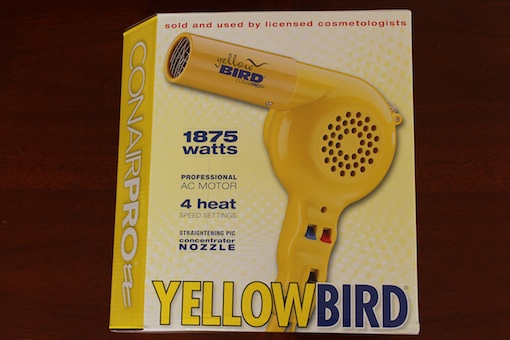 sold and used by licensed cosmetologists
CONAIRPRO
yellow
BIRD
CONAIRPRO
1875
watts
PROFESSIONAL
AC MOTOR
4 heat
SPEED SETTINGS
STRAIGHTENING PIC
concentrator
NOZZLE
YELLOWBIRD